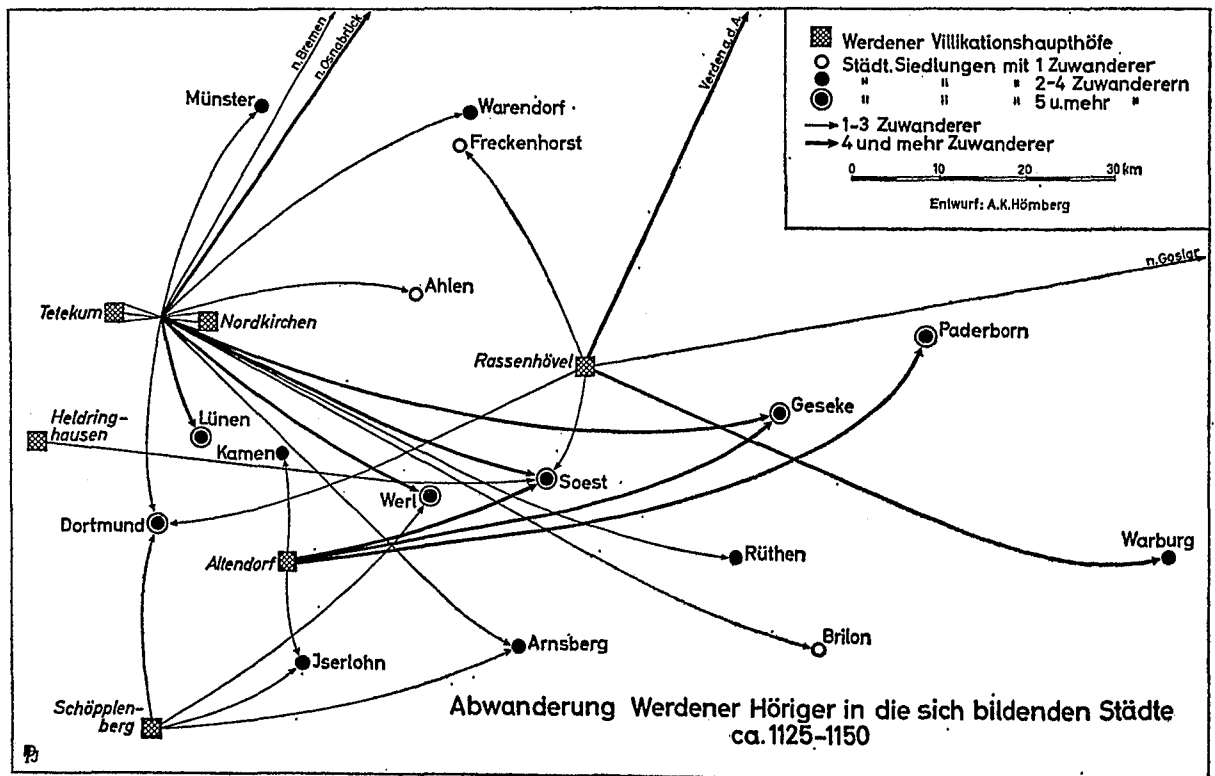 n. Bremen
n. Osnabrück
Verden a. d. A.
Werdener Villikationshaupthöfe
Städt. Siedlungen mit 1 Zuwanderer
" " " 2-4 Zuwanderern
" " " 5 u. mehr "
1-3 Zuwanderer
4 und mehr Zuwanderer
0 10 20 30 km
Entwurf: A.K. Hömberg
Münster
Warendorf
Freckenhorst
n. Goslar
Ahlen
Tetekum
Nordkirchen
Rassenhövel
Paderborn
Heldring-
hausen
Lünen
Geseke
Kamen
Soest
Werl
Dortmund
Altendorf
Rüthen
Warburg
Arnsberg
Brilon
Jserlohn
Schöpplen-
berg
Abwanderung Werdener Höriger in die sich bildenden Städte
ca. 1125-1150